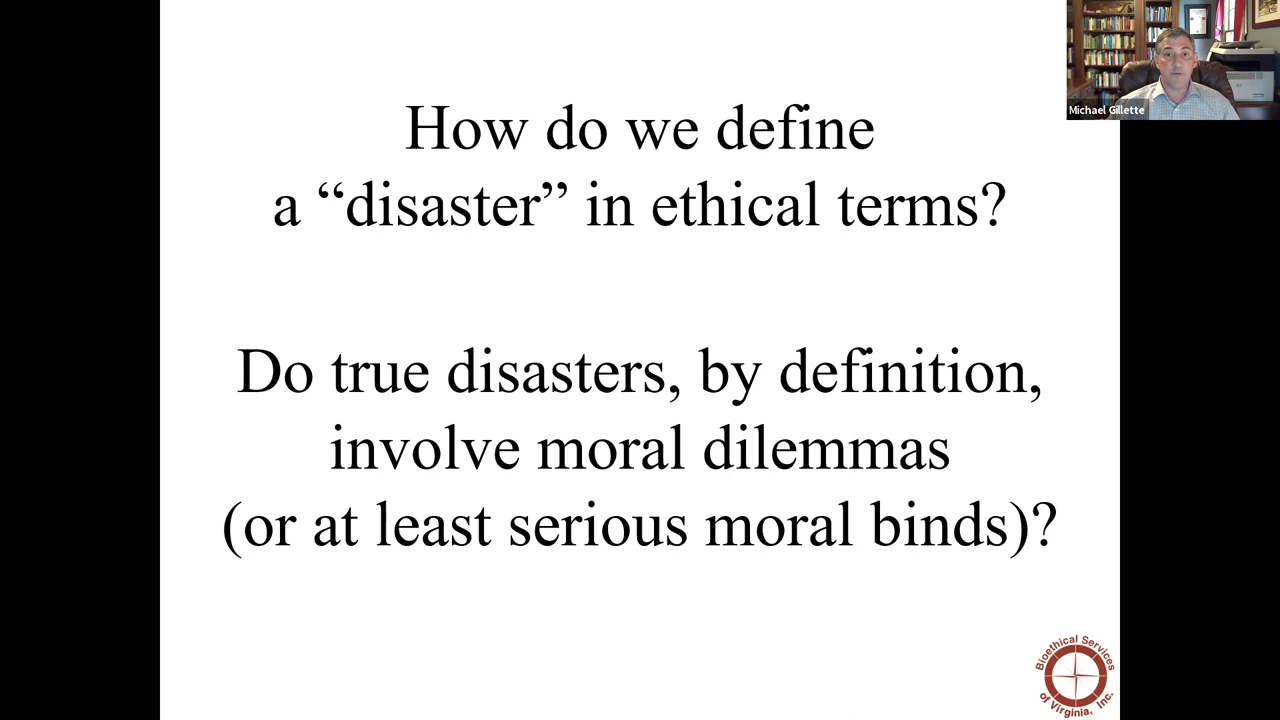 Michael Gillette
How do we define
a “disaster” in ethical terms?
Do true disasters, by definition,
involve moral dilemmas
(or at least serious moral binds)?
Bioethical Services
of Virginia, Inc.